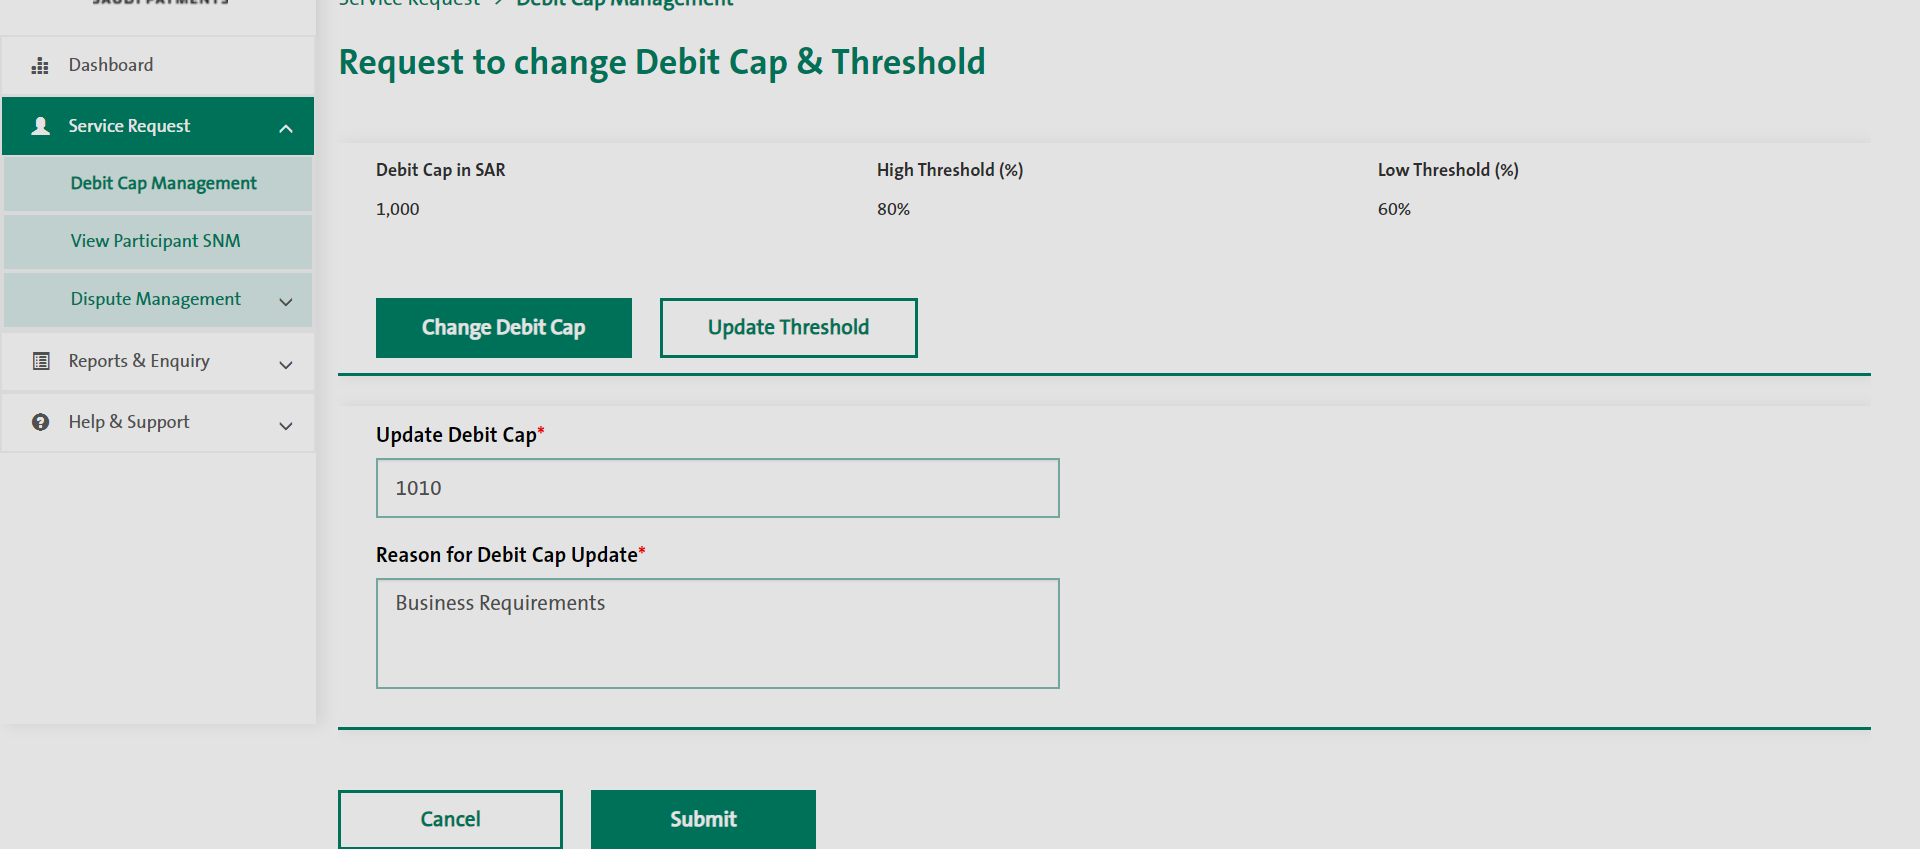 SAUDI PAYMENTS
Service Request > Debit Cap Management
Request to change Debit Cap & Threshold
Dashboard
Service Request
Debit Cap Management
View Participant SNM
Dispute Management
Reports & Enquiry
Help & Support
Debit Cap in SAR
High Threshold (%)
Low Threshold (%)
1,000
80%
60%
Change Debit Cap
Update Threshold
Update Debit Cap*
1010
Reason for Debit Cap Update*
Business Requirements
Cancel
Submit